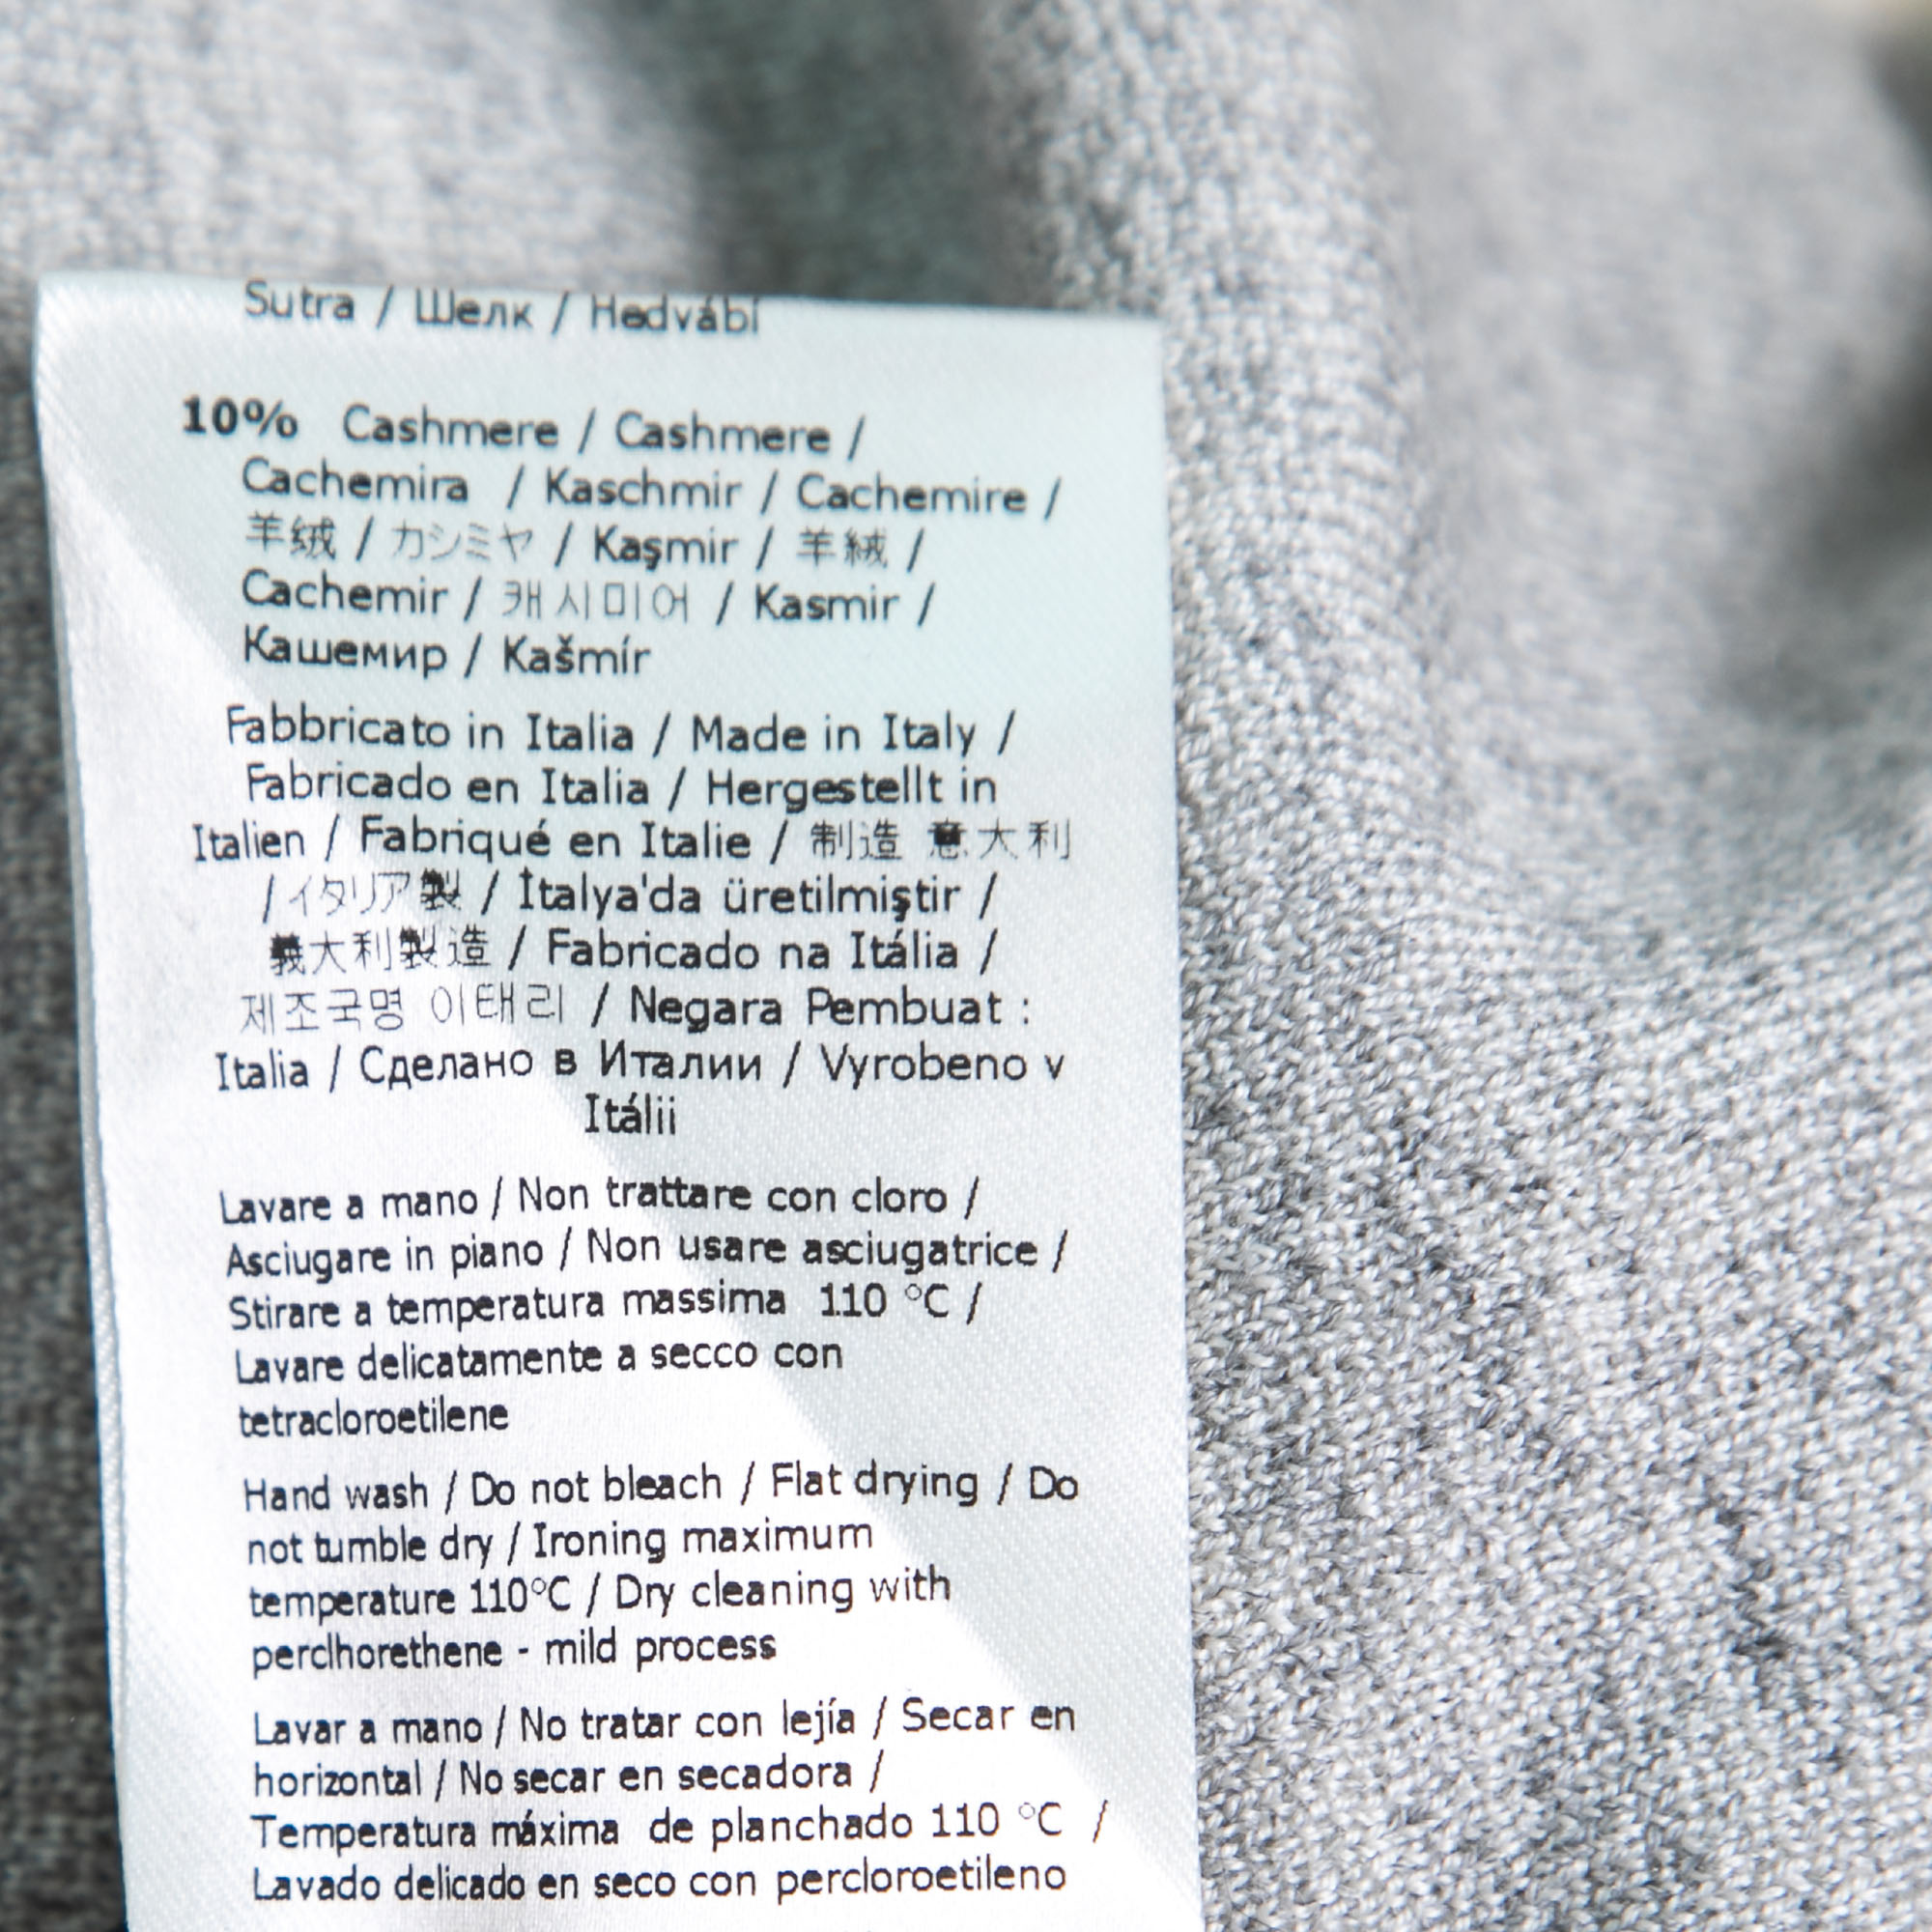 Sutra / Шелк / Hedvábí
10% Cashmere / Cashmere /
Cachemira / Kaschmir / Cachemire /
羊绒 / カシミヤ / Kaşmir / 羊絨 /
Cachemir / 캐시미어 / Kasmir /
Кашемир / Kašmír
Fabbricato in Italia / Made in Italy /
Fabricado en Italia / Hergestellt in
Italien / Fabriqué en Italie / 制造 意大利
/ イタリア製 / İtalya'da üretilmiştir /
義大利製造 / Fabricado na Itália /
제조국명 이태리 / Negara Pembuat :
Italia / Сделано в Италии / Vyrobeno v
Itálii
Lavare a mano / Non trattare con cloro /
Asciugare in piano / Non usare asciugatrice /
Stirare a temperatura massima 110 °C /
Lavare delicatamente a secco con
tetracloroetilene
Hand wash / Do not bleach / Flat drying / Do
not tumble dry / Ironing maximum
temperature 110°C / Dry cleaning with
perclhorethene - mild process
Lavar a mano / No tratar con lejía / Secar en
horizontal / No secar en secadora /
Temperatura máxima de planchado 110 °C /
Lavado delicado en seco con percloroetileno